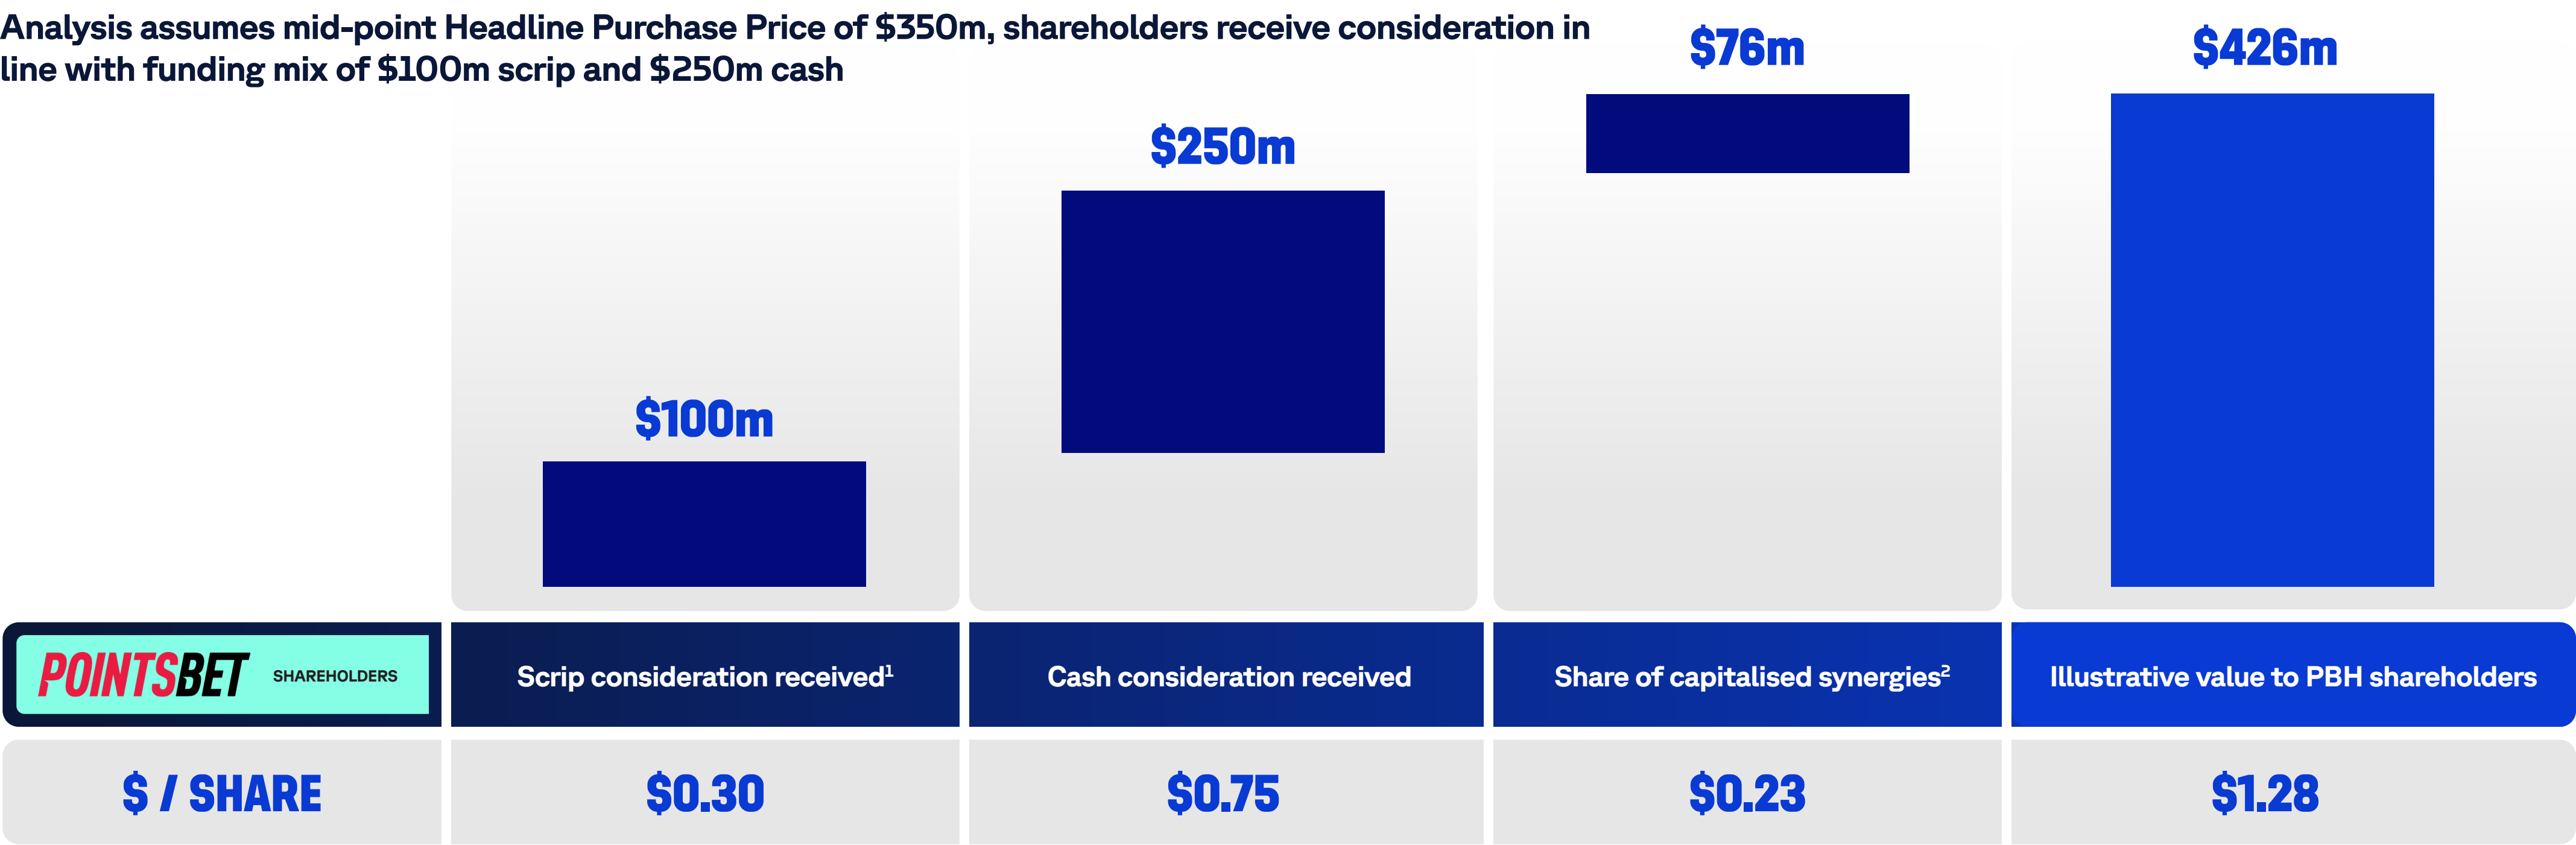 Analysis assumes mid-point Headline Purchase Price of $350m, shareholders receive consideration in
line with funding mix of $100m scrip and $250m cash
$100m
$250m
$76m
$426m
POINTSBET SHAREHOLDERS
Scrip consideration received¹
Cash consideration received
Share of capitalised synergies²
Illustrative value to PBH shareholders
$ / SHARE
$0.30
$0.75
$0.23
$1.28